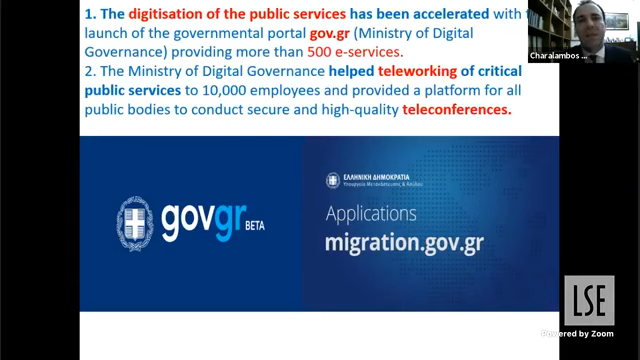 1. The digitisation of the public services has been accelerated with
launch of the governmental portal gov.gr (Ministry of Digital
Governance) providing more than 500 e-services.
2. The Ministry of Digital Governance helped teleworking of critical
public services to 10,000 employees and provided a platform for all
public bodies to conduct secure and high-quality teleconferences.
Charalambos ...
govgr BETA
ΕΛΛΗΝΙΚΗ ΔΗΜΟΚΡΑΤΙΑ
Υπουργείο Μετανάστευσης & Ασύλου
Applications
migration.gov.gr
LSE
Powered by Zoom